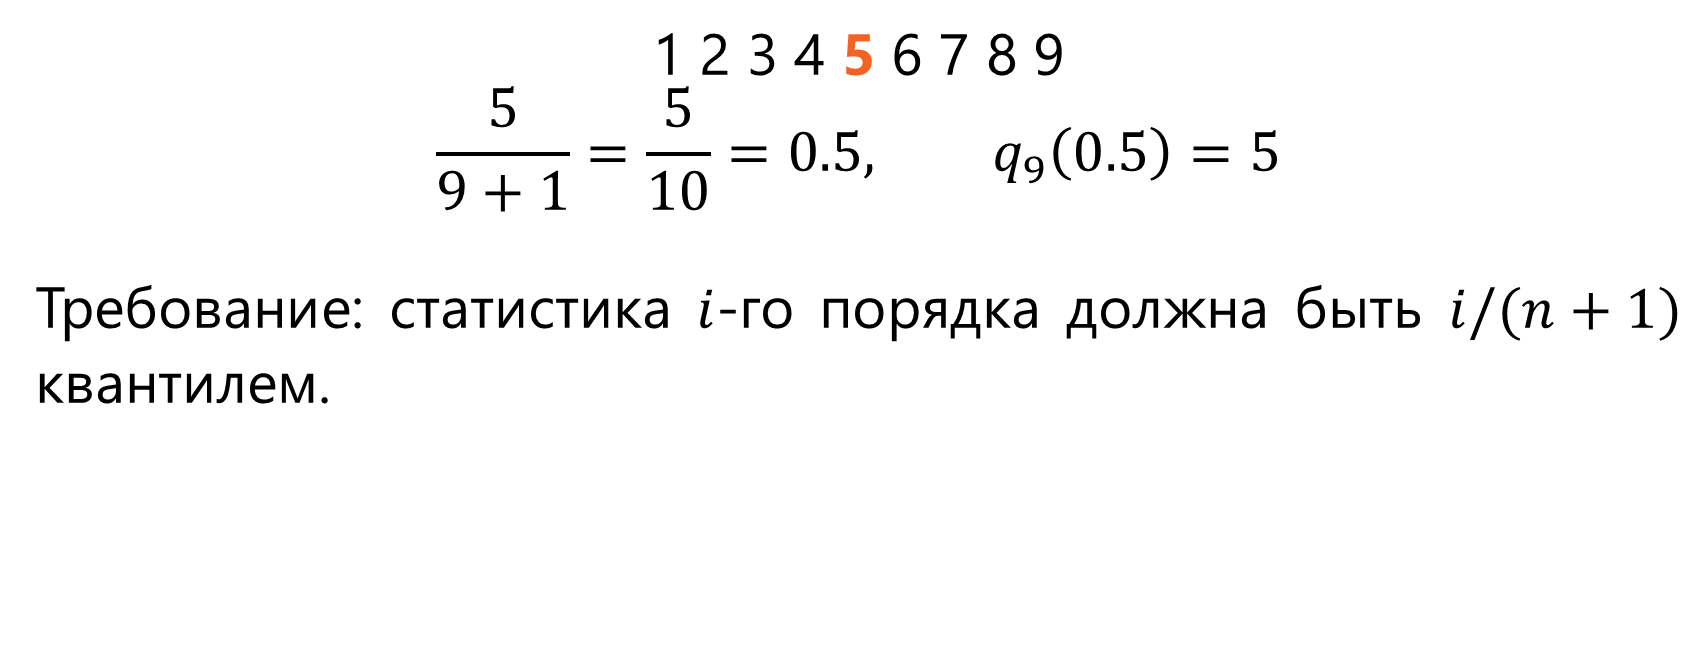 1 2 3 4 5 6 7 8 9
5/(9 + 1) = 5/10 = 0.5, q₉(0.5) = 5
Требование: статистика i-го порядка должна быть i/(n + 1)
квантилем.